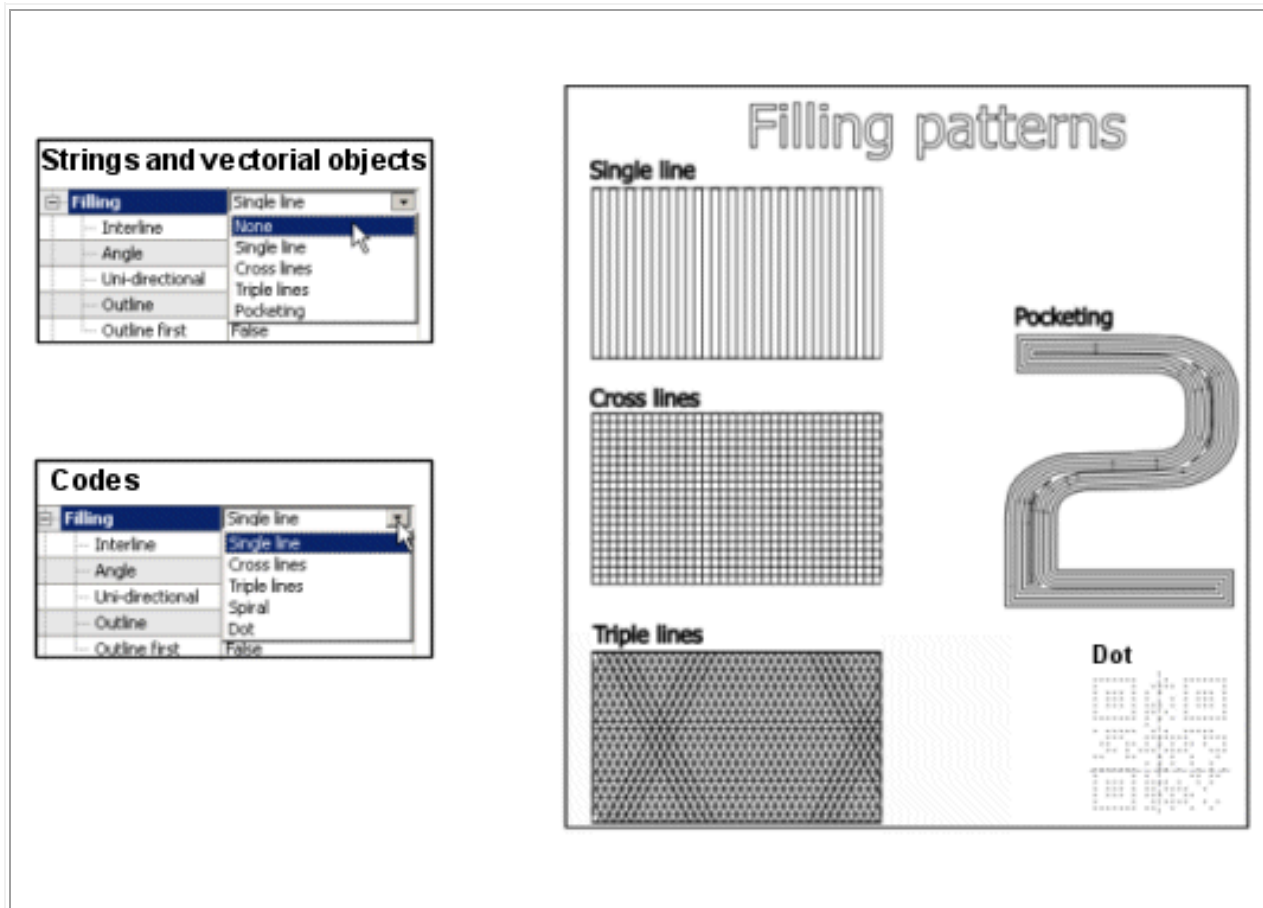 Strings and vectorial objects
Filling Single line
Interline None
Angle Single line
Cross lines
Uni-directional Triple lines
Outline Pocketing
Outline first False
Codes
Filling Single line
Interline Single line
Angle Cross lines
Triple lines
Uni-directional Spiral
Outline Dot
Outline first False
Filling patterns
Single line
Cross lines
Triple lines
Pocketing
Dot